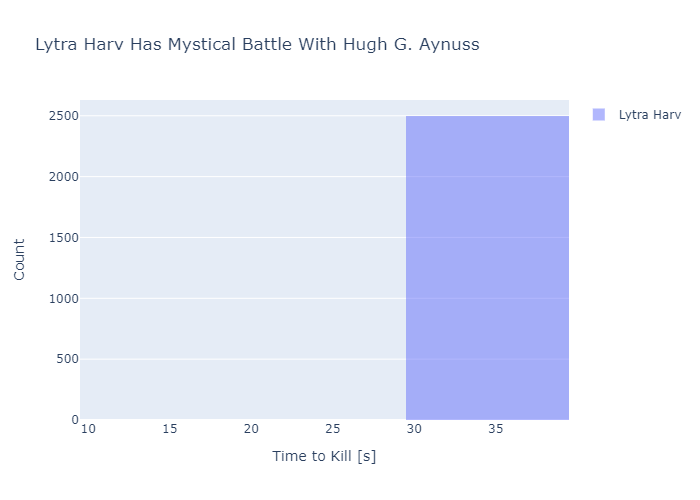 Lytra Harv Has Mystical Battle With Hugh G. Aynuss
Lytra Harv
2500
2000
1500
1000
500
0
Count
10 15 20 25 30 35
Time to Kill [s]